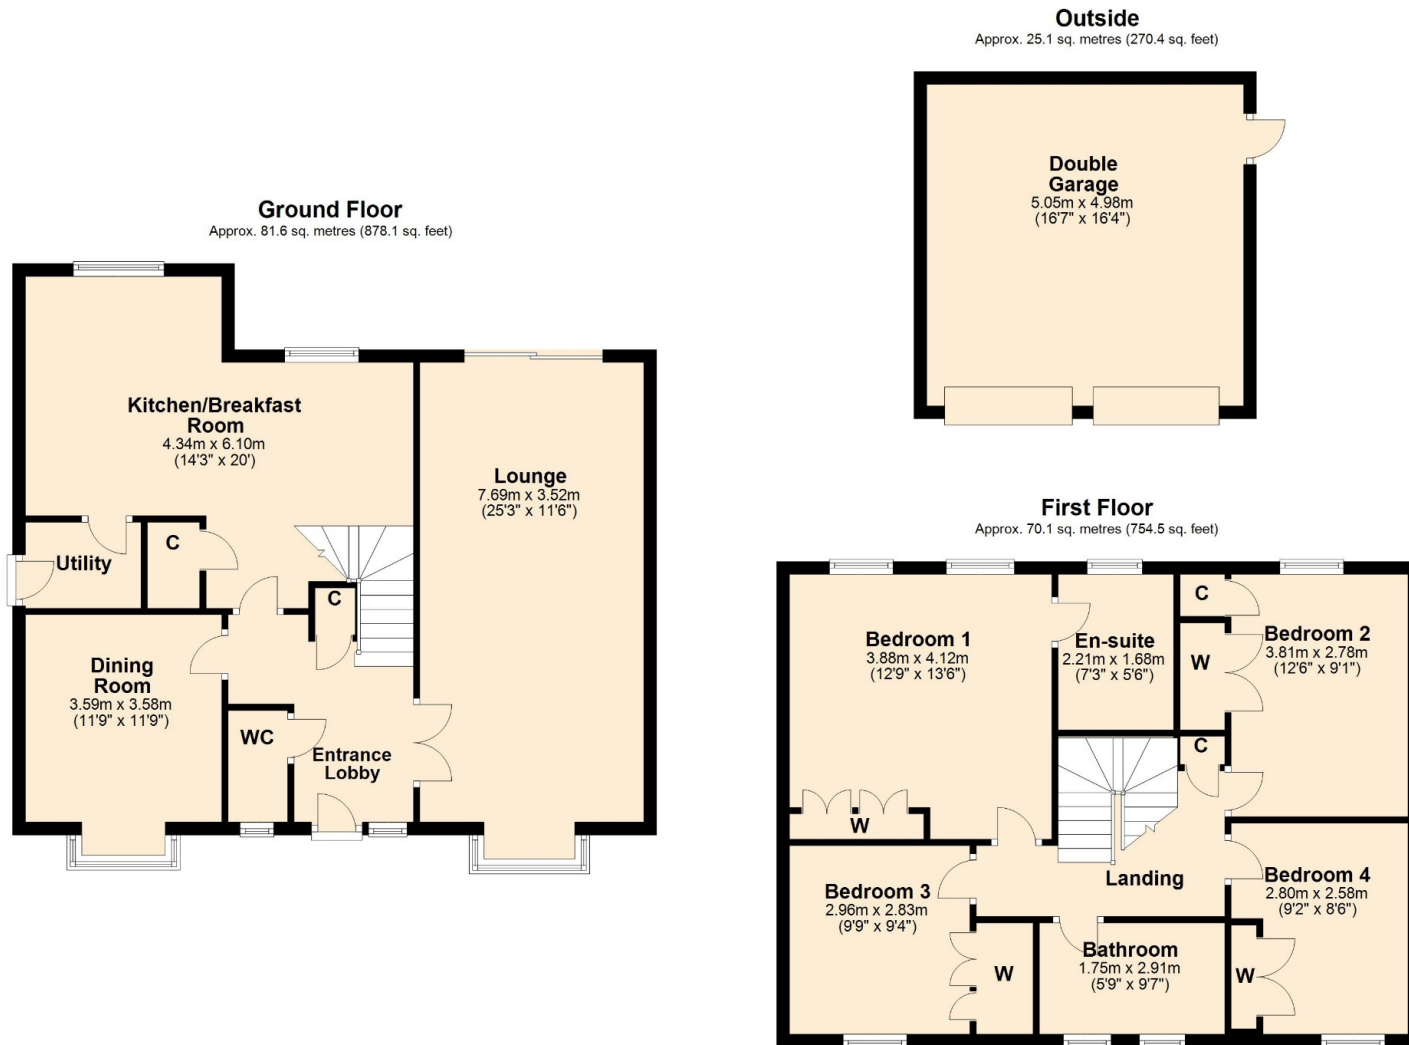 Outside
Approx. 25.1 sq. metres (270.4 sq. feet)
Double
Garage
5.05m x 4.98m
(16'7" x 16'4")
Ground Floor
Approx. 81.6 sq. metres (878.1 sq. feet)
Kitchen/Breakfast
Room
4.34m x 6.10m
(14'3" x 20')
Lounge
7.69m x 3.52m
(25'3" x 11'6")
Utility
C
C
Dining
Room
3.59m x 3.58m
(11'9" x 11'9")
WC
Entrance
Lobby
First Floor
Approx. 70.1 sq. metres (754.5 sq. feet)
Bedroom 1
3.88m x 4.12m
(12'9" x 13'6")
En-suite
2.21m x 1.68m
(7'3" x 5'6")
C
W
Bedroom 2
3.81m x 2.78m
(12'6" x 9'1")
C
W
Landing
Bedroom 3
2.96m x 2.83m
(9'9" x 9'4")
W
Bathroom
1.75m x 2.91m
(5'9" x 9'7")
Bedroom 4
2.80m x 2.58m
(9'2" x 8'6")
W